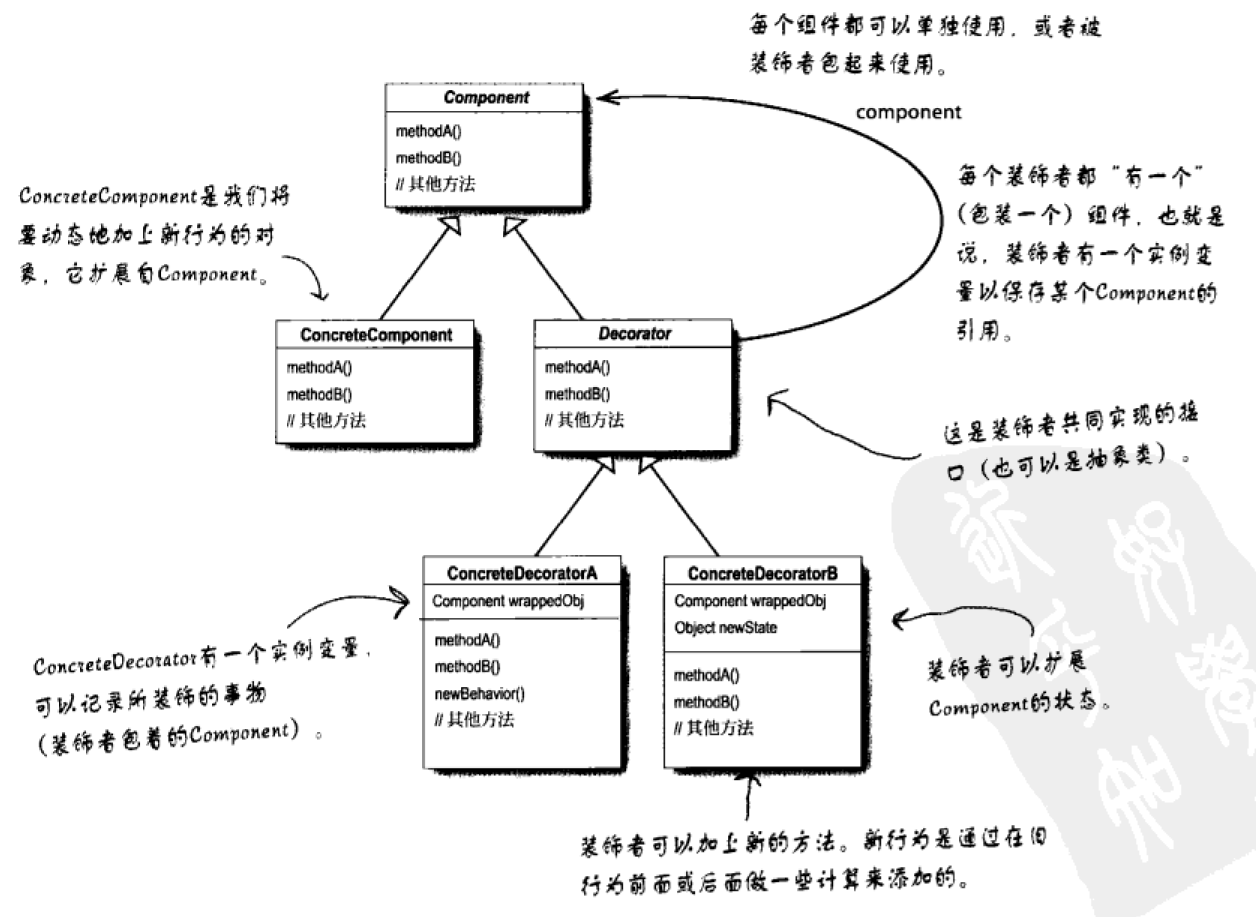 每个组件都可以单独使用，或者被
装饰者包起来使用。
Component
methodA()
methodB()
// 其他方法
component
ConcreteComponent是我们将
要动态地加上新行为的对
象，它扩展自Component。
每个装饰者都“有一个”
（包装一个）组件，也就是
说，装饰者有一个实例变
量以保存某个Component的
引用。
ConcreteComponent
methodA()
methodB()
// 其他方法
Decorator
methodA()
methodB()
// 其他方法
这是装饰者共同实现的接
口（也可以是抽象类）。
ConcreteDecoratorA
Component wrappedObj
methodA()
methodB()
newBehavior()
// 其他方法
ConcreteDecoratorB
Component wrappedObj
Object newState
methodA()
methodB()
// 其他方法
ConcreteDecorator有一个实例变量，
可以记录所装饰的事物
（装饰者包着的Component）。
装饰者可以扩展
Component的状态。
装饰者可以加上新的方法。新行为是通过在旧
行为前面或后面做一些计算来添加的。